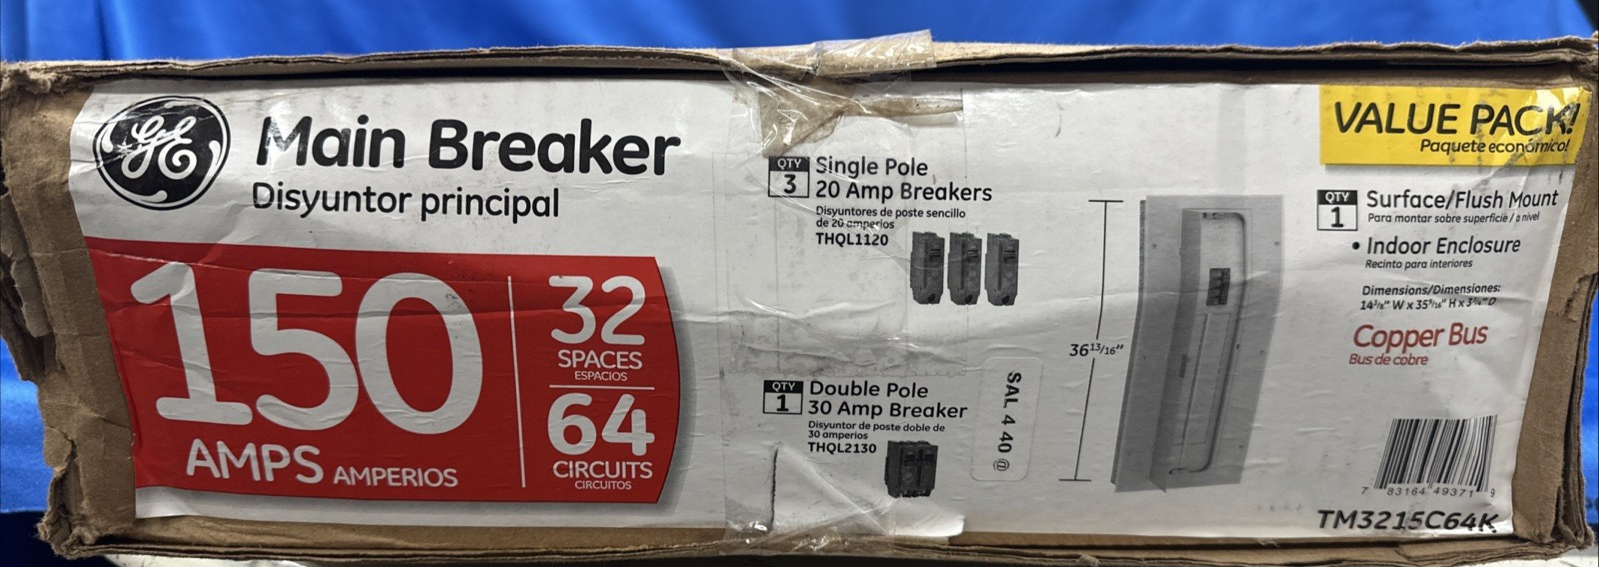 GE
Main Breaker
Disyuntor principal
150
AMPS AMPERIOS
32
SPACES
ESPACIOS
64
CIRCUITS
CIRCUITOS
QTY
3
Single Pole
20 Amp Breakers
Disyuntores de poste sencillo
de 20 amperios
THQL1120
QTY
1
Double Pole
30 Amp Breaker
Disyuntor de poste doble de
30 amperios
THQL2130
SAL 4 40 @
36 13/16"
VALUE PACK!
Paquete económico!
QTY
1
Surface/Flush Mount
Para montar sobre superficie / a nivel
• Indoor Enclosure
Recinto para interiores
Dimensions/Dimensiones:
W x H x D
Copper Bus
Bus de cobre
7 83164 49371 9
TM3215C64K